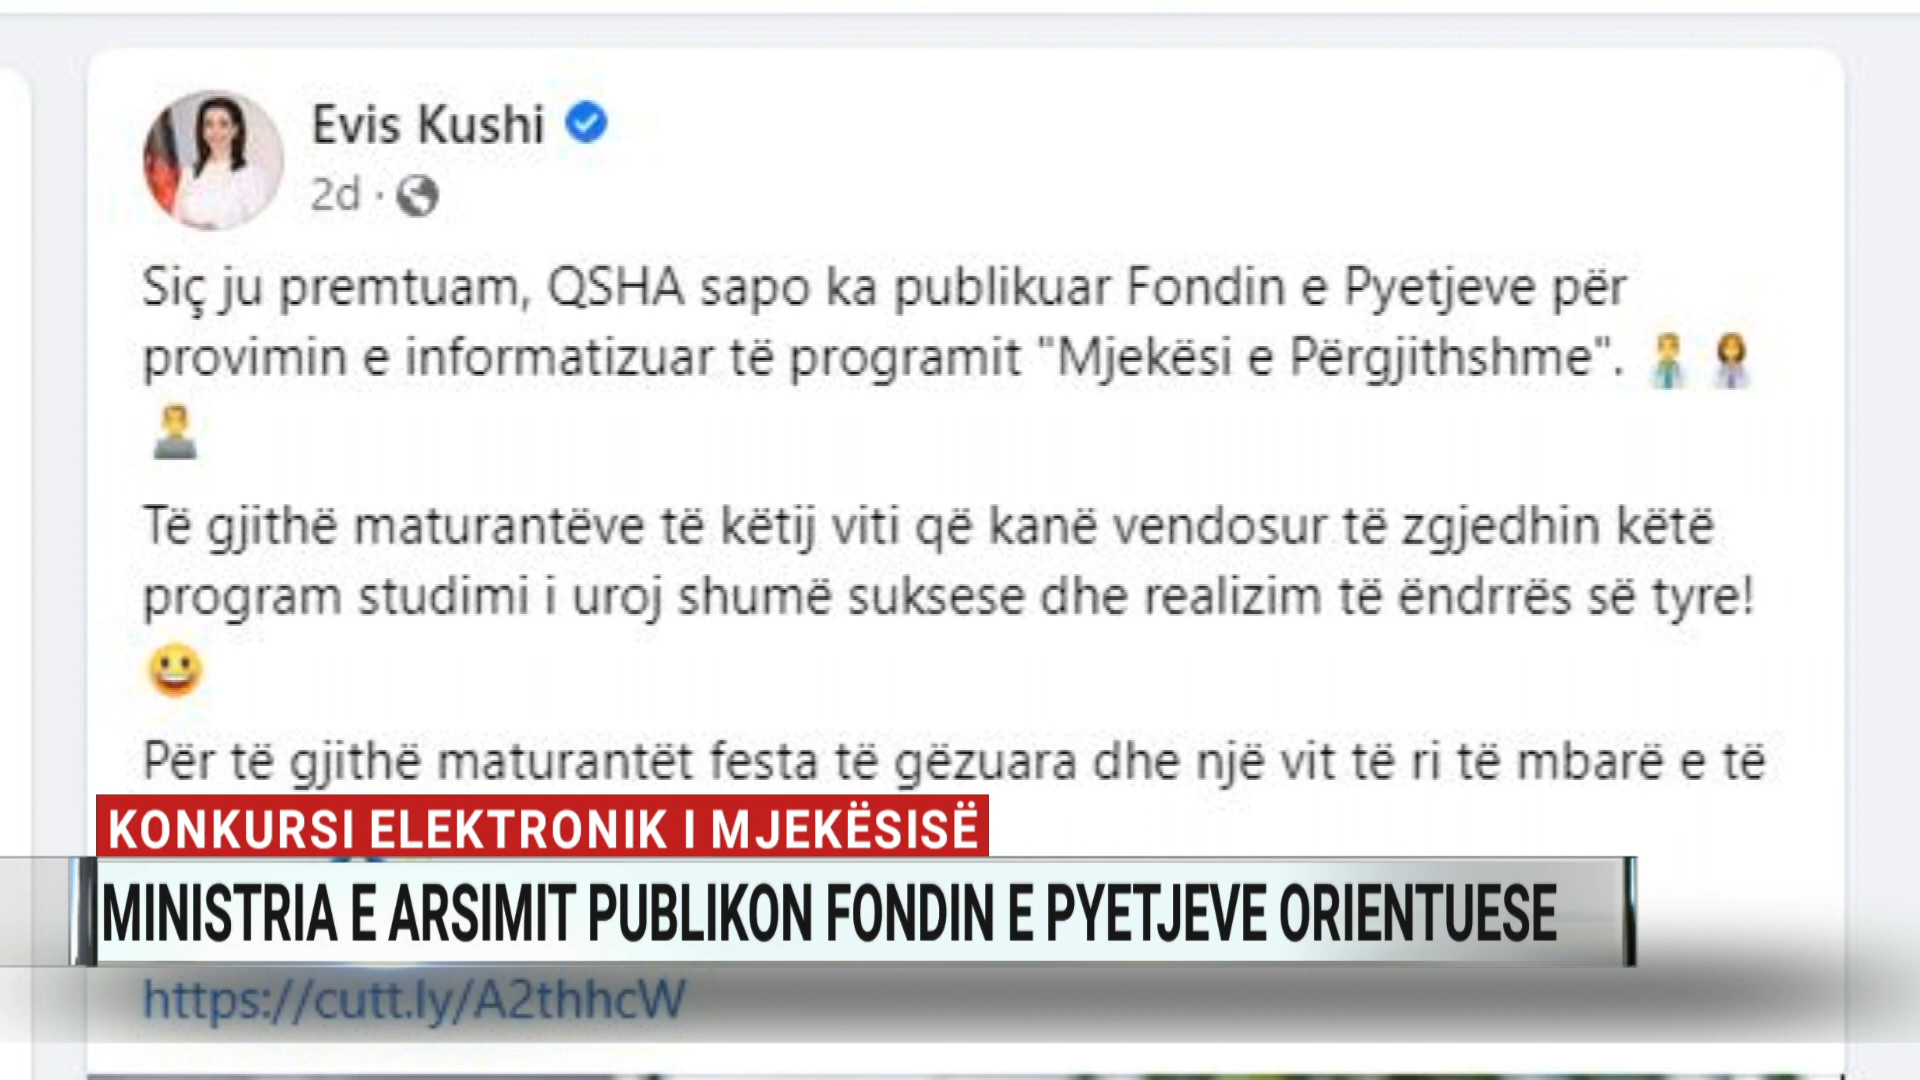 Evis Kushi
2d ·
Siç ju premtuam, QSHA sapo ka publikuar Fondin e Pyetjeve për
provimin e informatizuar të programit "Mjekësi e Përgjithshme".
Të gjithë maturantëve të këtij viti që kanë vendosur të zgjedhin këtë
program studimi i uroj shumë suksese dhe realizim të ëndrrës së tyre!
Për të gjithë maturantët festa të gëzuara dhe një vit të ri të mbarë e të
KONKURSI ELEKTRONIK I MJEKËSISË
MINISTRIA E ARSIMIT PUBLIKON FONDIN E PYETJEVE ORIENTUESE
https://cutt.ly/A2thhcW